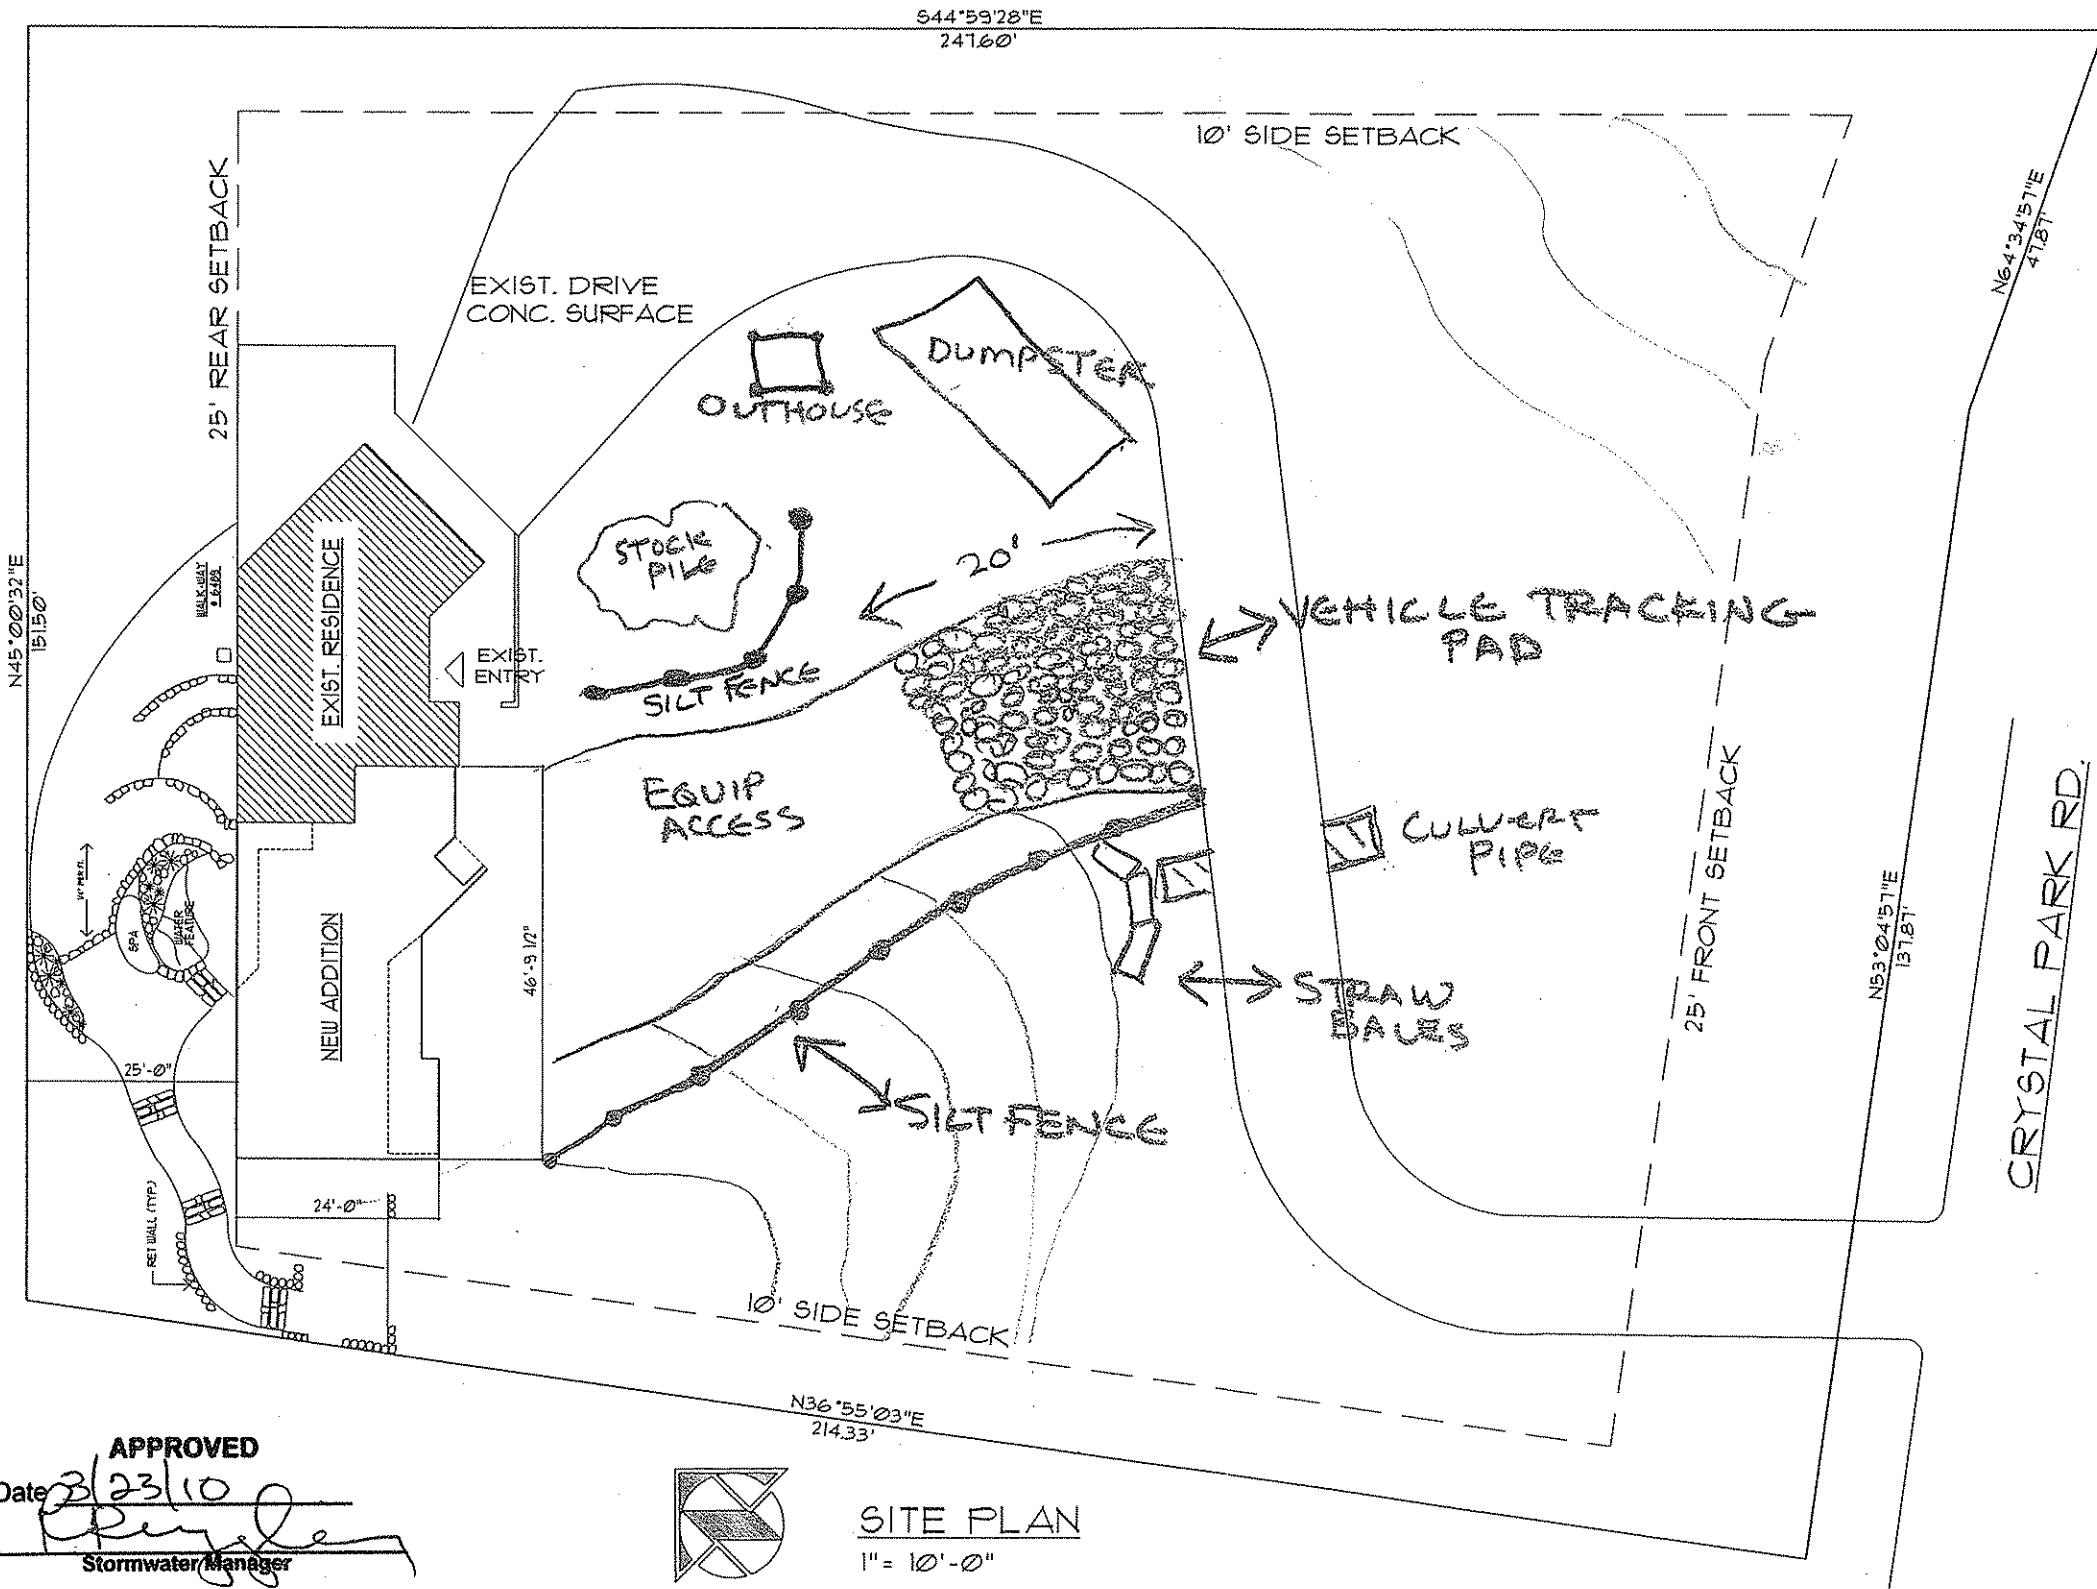 S44°59'28"E
247.60'
10' SIDE SETBACK
25' REAR SETBACK
N64°34'57"E
47.87'
EXIST. DRIVE
CONC. SURFACE
DUMPSTER
OUTHOUSE
STOCK
PILE
20'
N45°00'32"E
151.50'
EXIST. RESIDENCE
EXIST.
ENTRY
SILT FENCE
VEHICLE TRACKING
PAD
EQUIP
ACCESS
CULVERT
PIPE
25' FRONT SETBACK
CRYSTAL PARK RD.
SPA
WATER
FEATURE
NEW ADDITION
46'-9 1/2"
N53°04'57"E
137.87'
STRAW
BALES
25'-0"
SILT FENCE
24'-0"
RET WALL (TYP.)
10' SIDE SETBACK
N36°55'03"E
214.33'
APPROVED
Date 3/23/10
Stormwater Manager
SITE PLAN
1" = 10'-0"